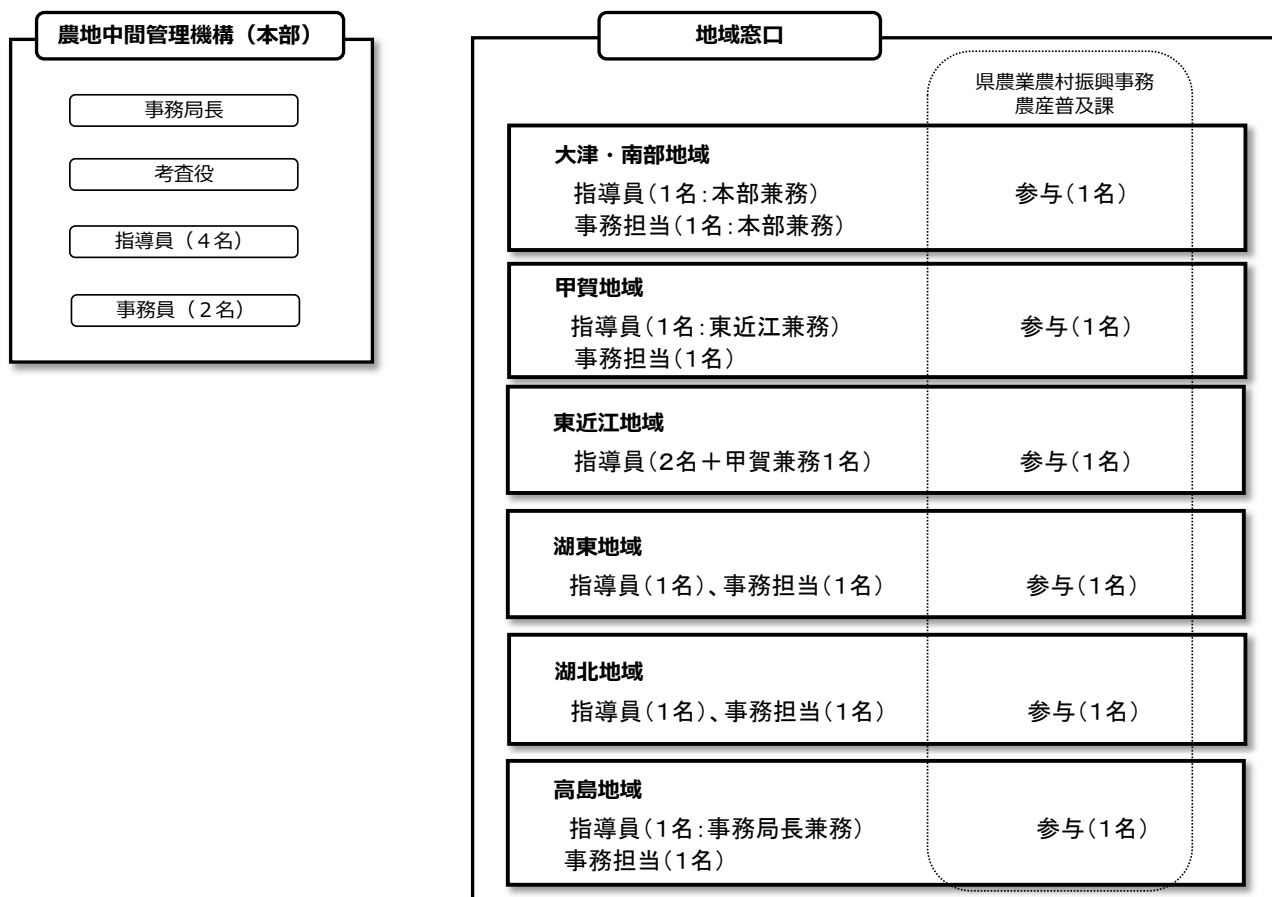 農地中間管理機構（本部）
事務局長
考査役
指導員（４名）
事務員（２名）
地域窓口
県農業農村振興事務
農産普及課
大津・南部地域
指導員(１名：本部兼務)
参与(１名)
事務担当(１名：本部兼務)
甲賀地域
指導員(１名：東近江兼務)
参与(１名)
事務担当(１名)
東近江地域
指導員(２名＋甲賀兼務１名)
参与(１名)
湖東地域
指導員(１名)、事務担当(１名)
参与(１名)
湖北地域
指導員(１名)、事務担当(１名)
参与(１名)
高島地域
指導員(１名：事務局長兼務)
参与(１名)
事務担当(１名)